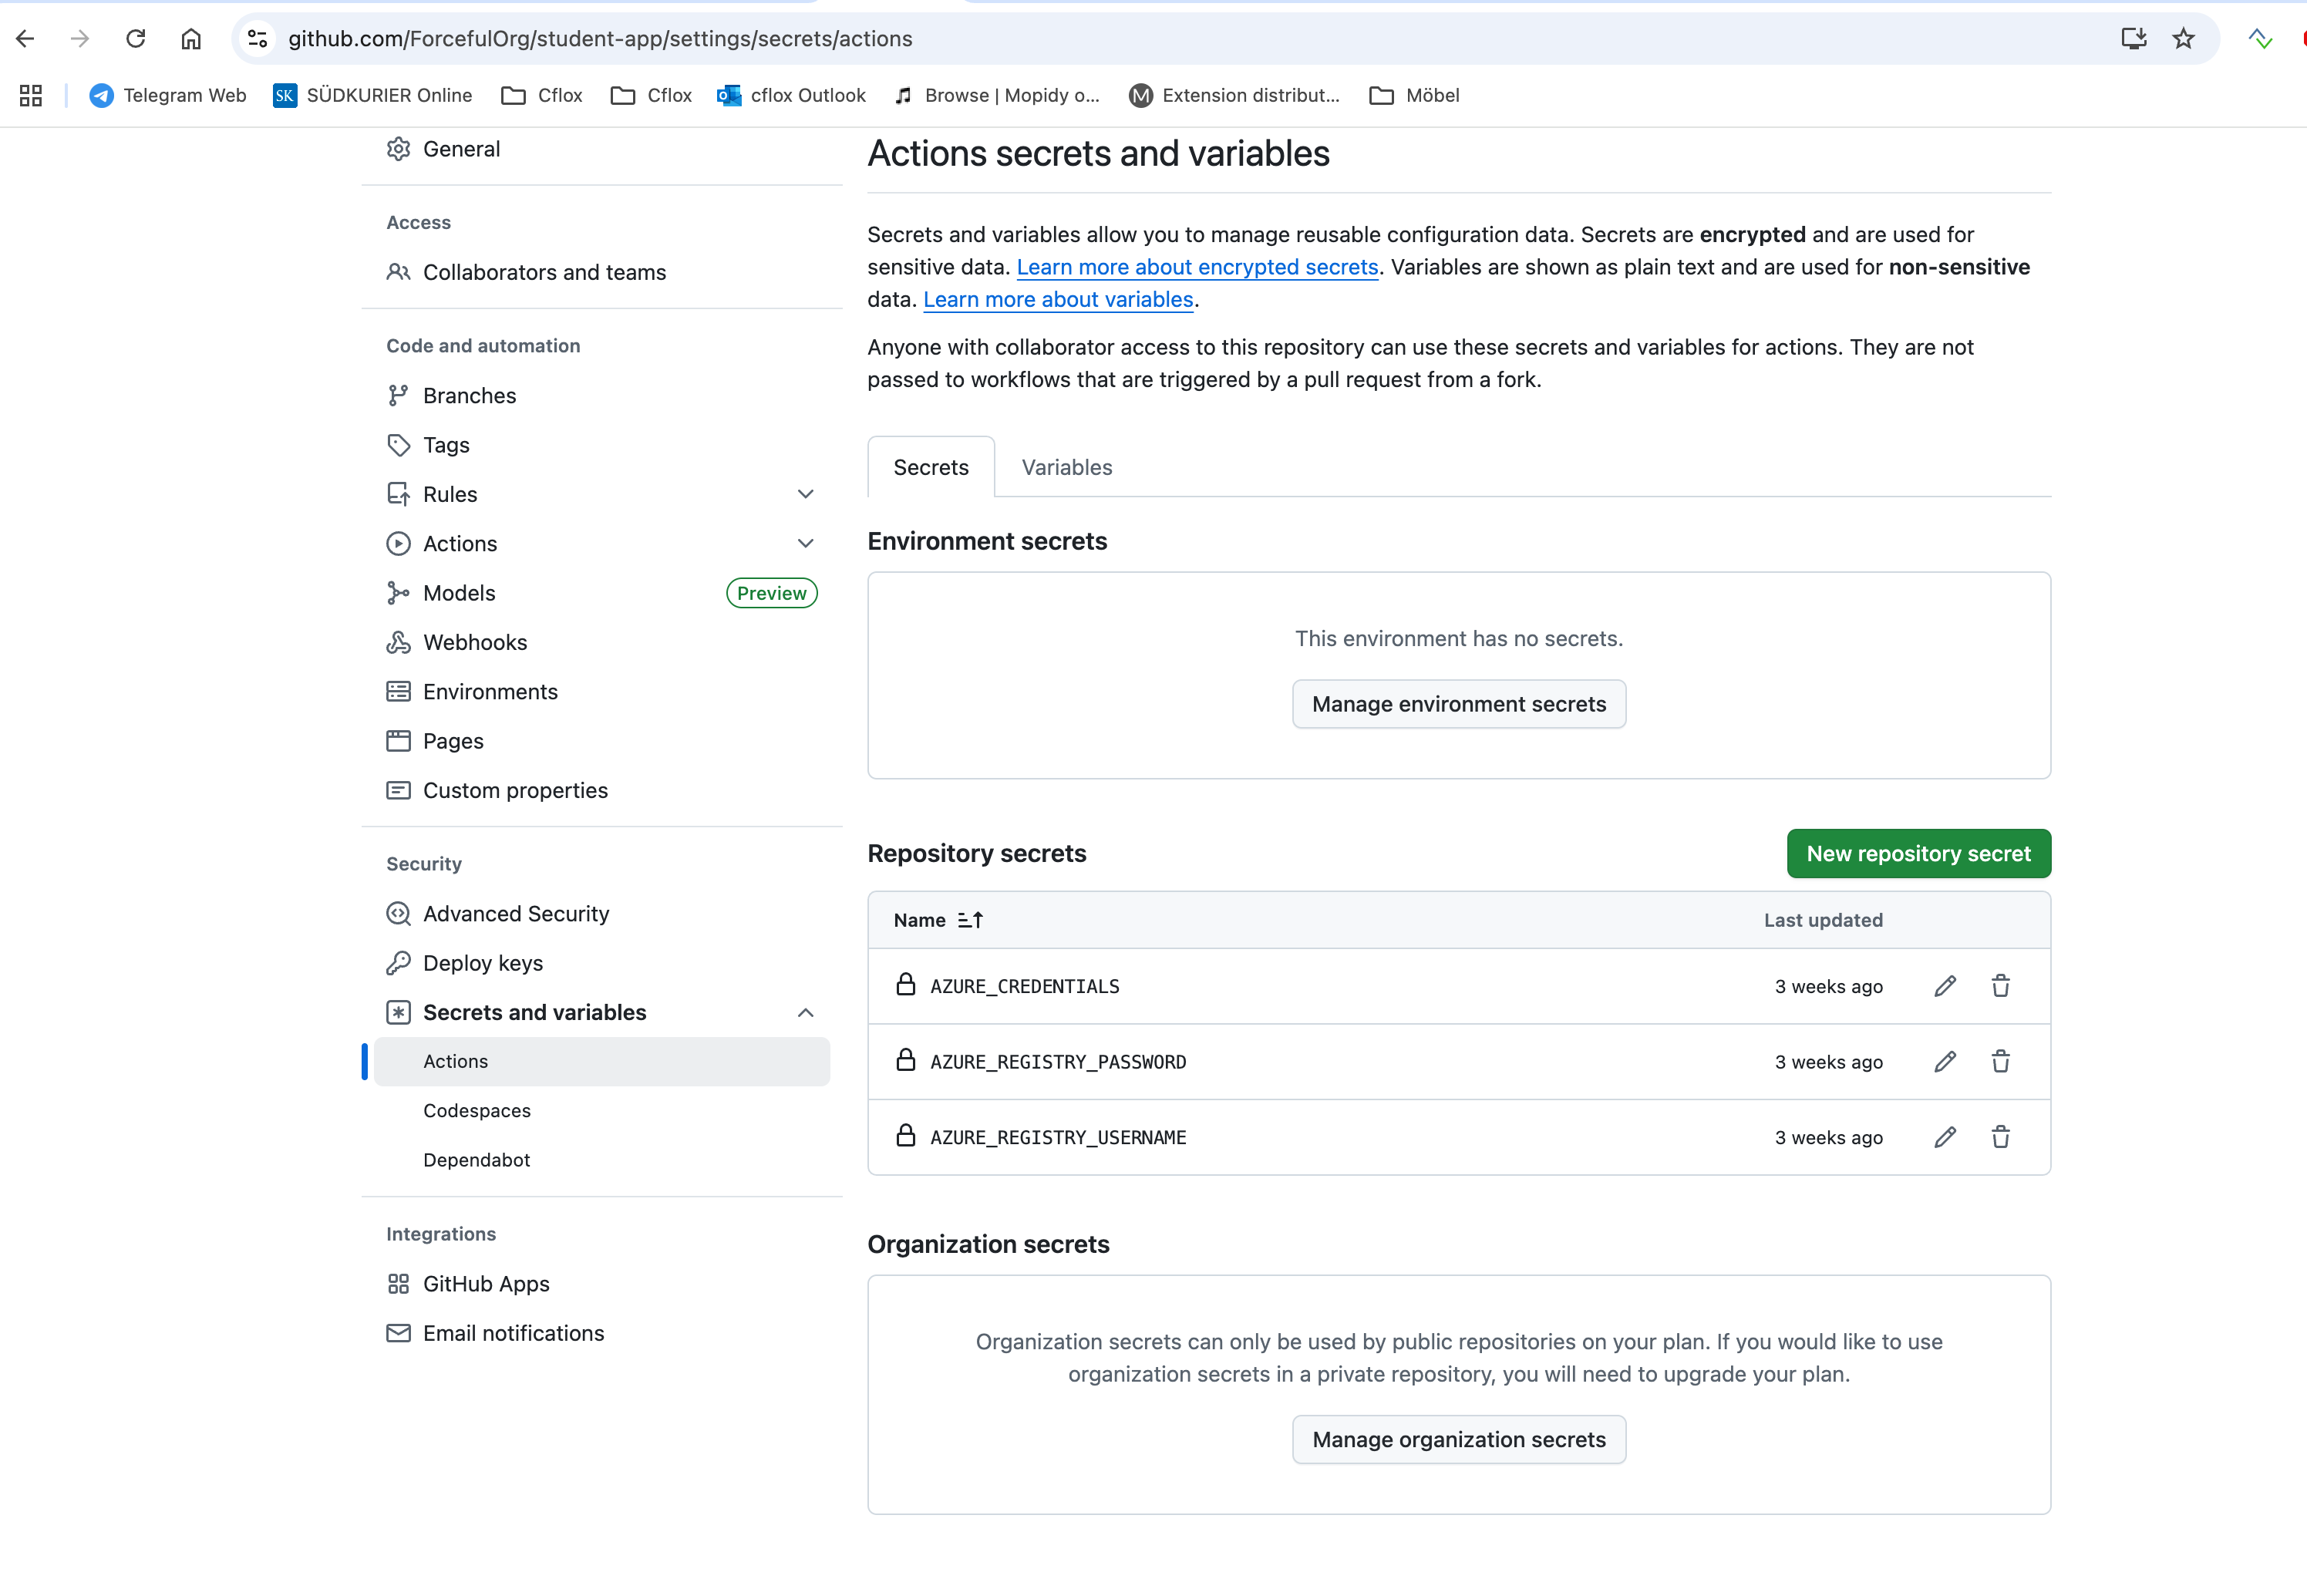 github.com/ForcefulOrg/student-app/settings/secrets/actions
Telegram Web
SK
SÜDKURIER Online
Cflox
Cflox
cflox Outlook
Browse | Mopidy o...
M
Extension distribut...
Möbel
General
Access
Collaborators and teams
Code and automation
Branches
Tags
Rules
Actions
Models
Preview
Webhooks
Environments
Pages
Custom properties
Security
Advanced Security
Deploy keys
Secrets and variables
Actions
Codespaces
Dependabot
Integrations
GitHub Apps
Email notifications
Actions secrets and variables
Secrets and variables allow you to manage reusable configuration data. Secrets are encrypted and are used for
sensitive data. Learn more about encrypted secrets. Variables are shown as plain text and are used for non-sensitive
data. Learn more about variables.
Anyone with collaborator access to this repository can use these secrets and variables for actions. They are not
passed to workflows that are triggered by a pull request from a fork.
Secrets
Variables
Environment secrets
This environment has no secrets.
Manage environment secrets
Repository secrets
New repository secret
Name
Last updated
AZURE_CREDENTIALS
3 weeks ago
AZURE_REGISTRY_PASSWORD
3 weeks ago
AZURE_REGISTRY_USERNAME
3 weeks ago
Organization secrets
Organization secrets can only be used by public repositories on your plan. If you would like to use
organization secrets in a private repository, you will need to upgrade your plan.
Manage organization secrets